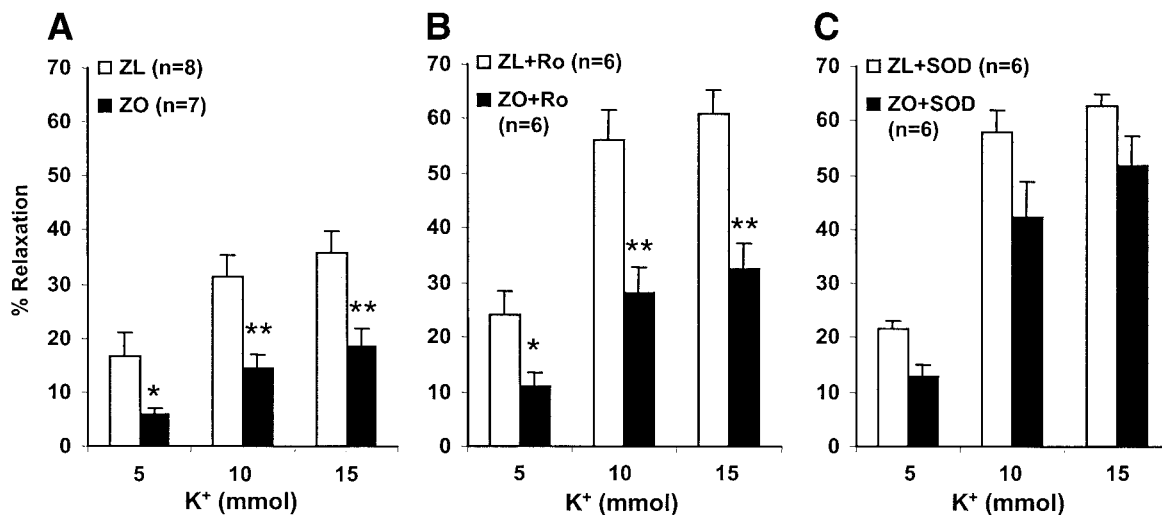 A
B
C
% Relaxation
70
60
50
40
30
20
10
0
ZL (n=8)
ZO (n=7)
*
**
**
5
10
15
K+ (mmol)
70
60
50
40
30
20
10
0
ZL+Ro (n=6)
ZO+Ro
(n=6)
*
**
**
5
10
15
K+ (mmol)
70
60
50
40
30
20
10
0
ZL+SOD (n=6)
ZO+SOD
(n=6)
5
10
15
K+ (mmol)